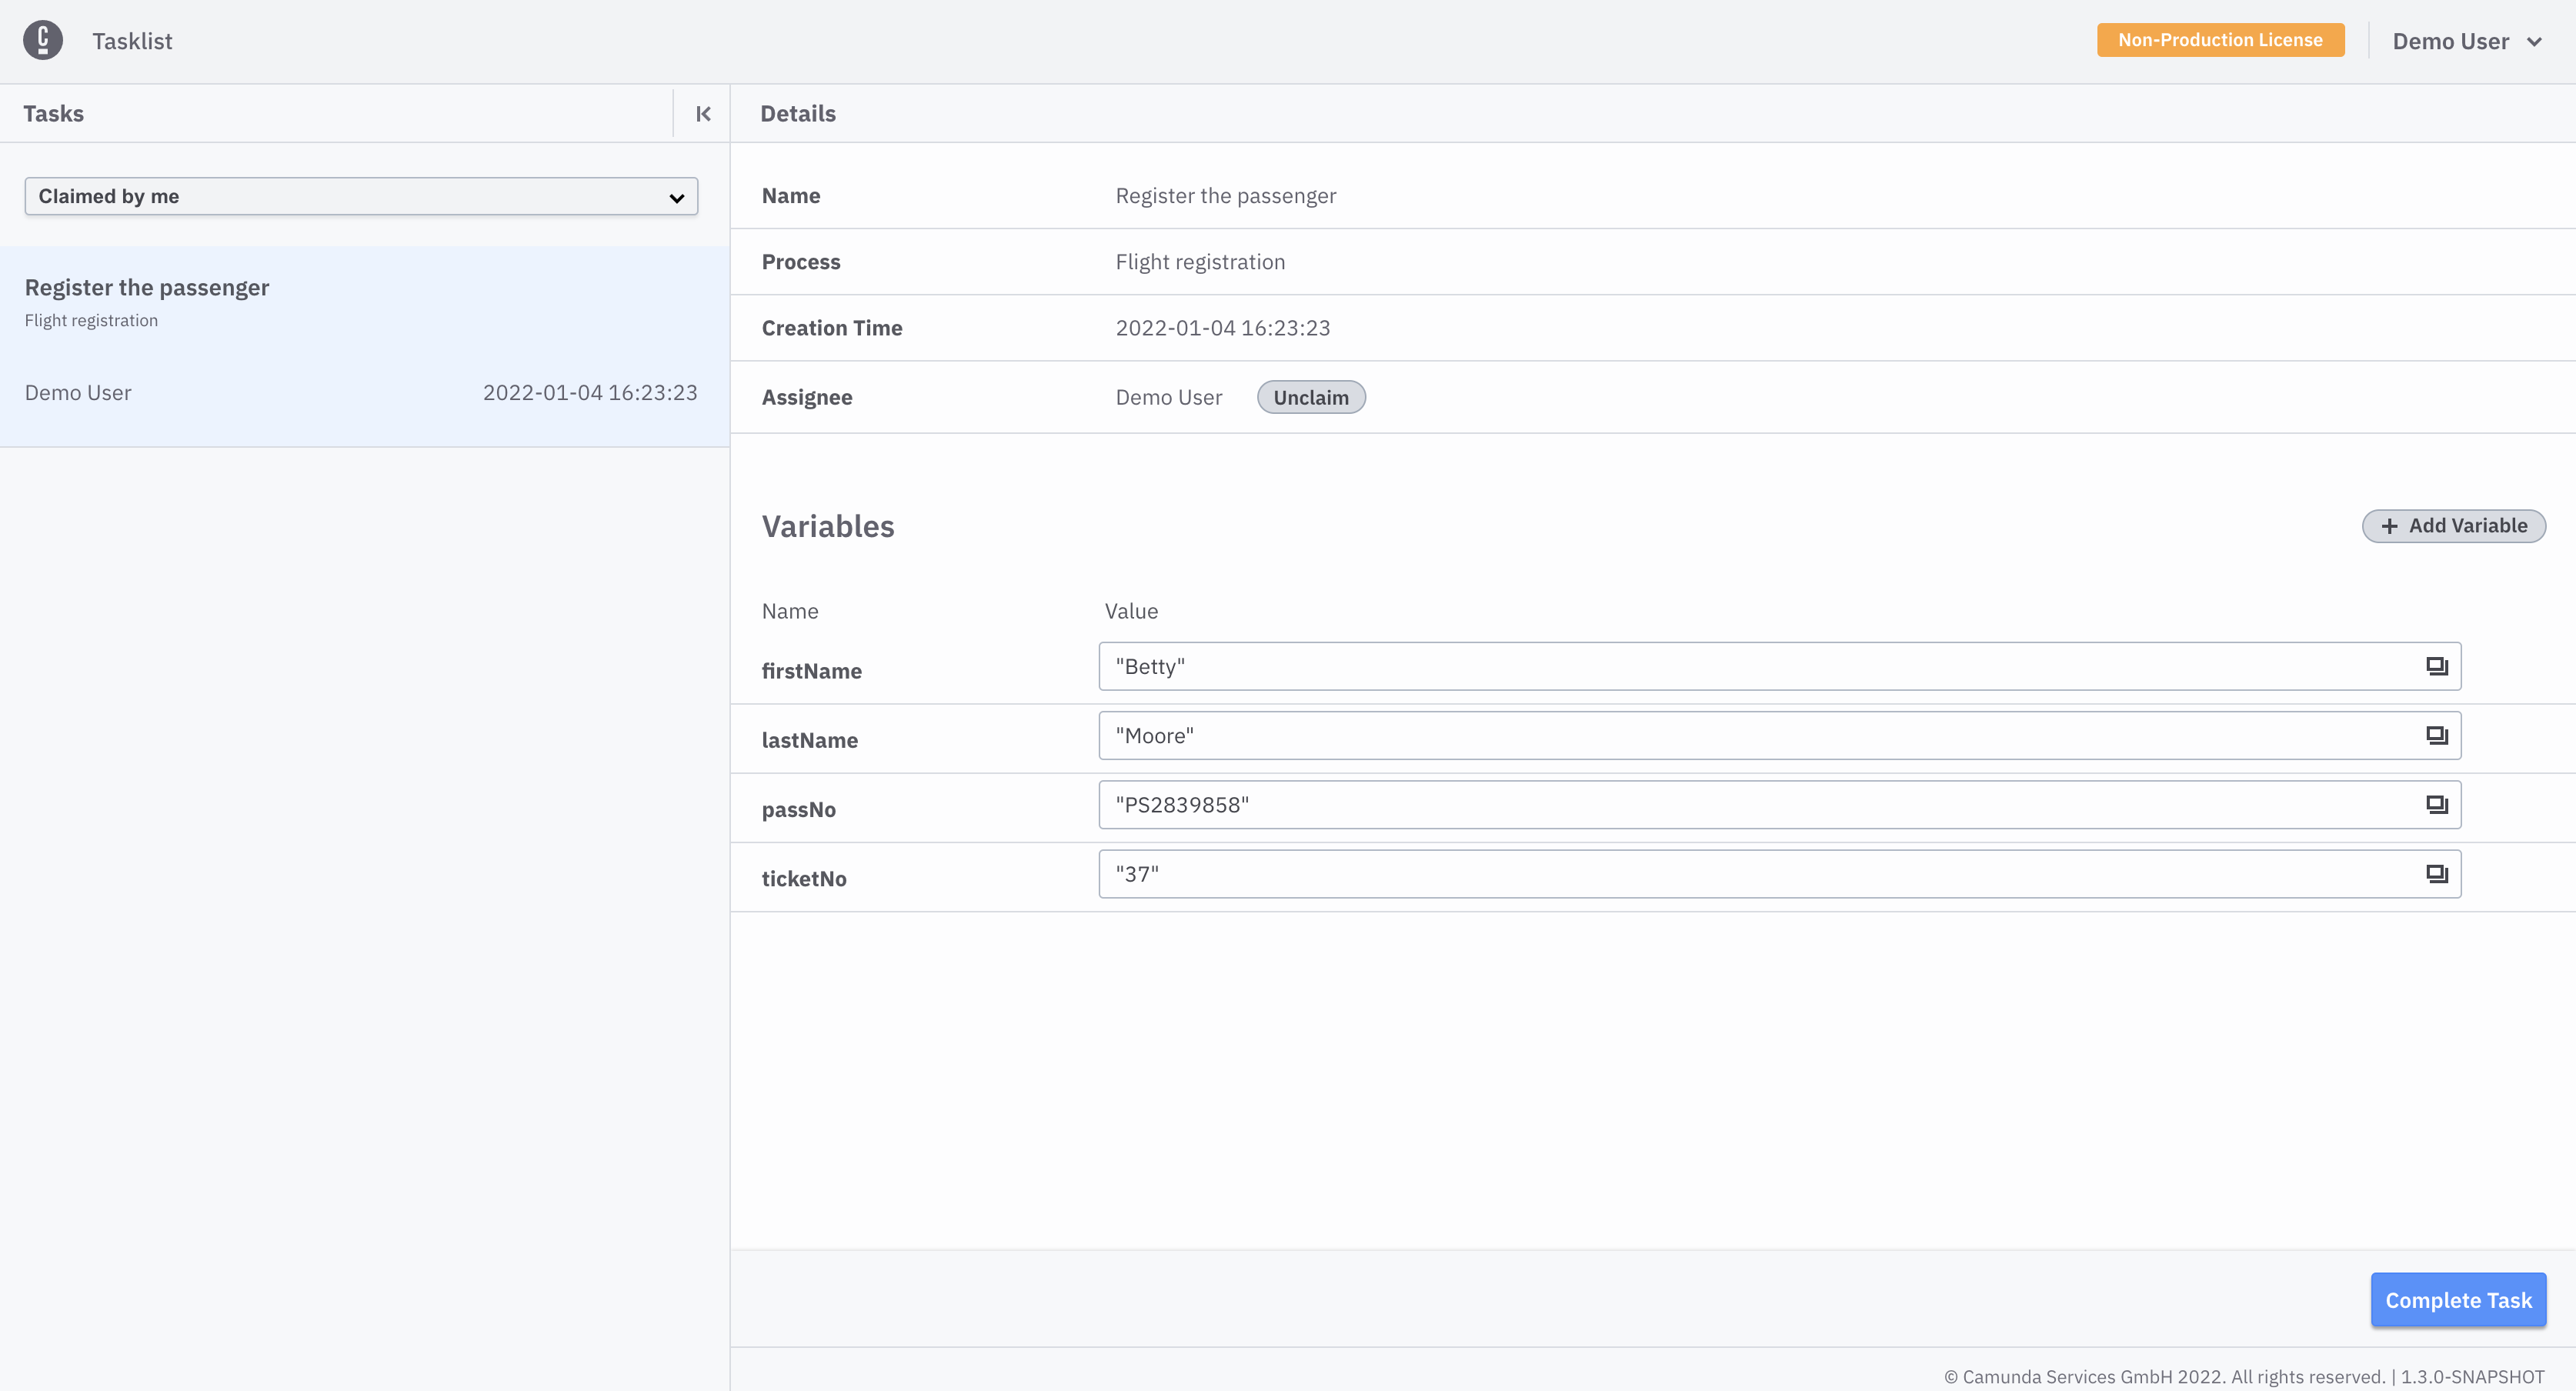 Tasklist
Non-Production License
Demo User
Tasks
Claimed by me
Register the passenger
Flight registration
Demo User 2022-01-04 16:23:23
Details
Name Register the passenger
Process Flight registration
Creation Time 2022-01-04 16:23:23
Assignee Demo User Unclaim
Variables
+ Add Variable
Name Value
firstName "Betty"
lastName "Moore"
passNo "PS2839858"
ticketNo "37"
Complete Task
© Camunda Services GmbH 2022. All rights reserved. | 1.3.0-SNAPSHOT